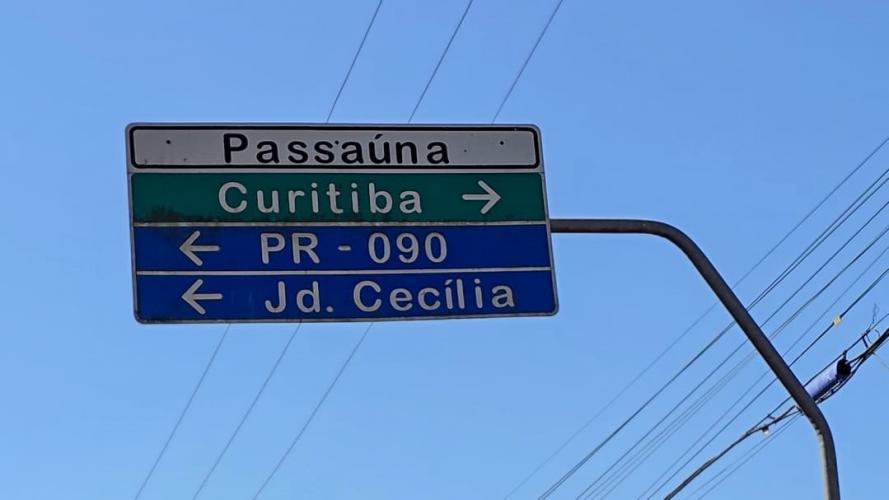 Passaúna
Curitiba →
← PR - 090
← Jd. Cecília